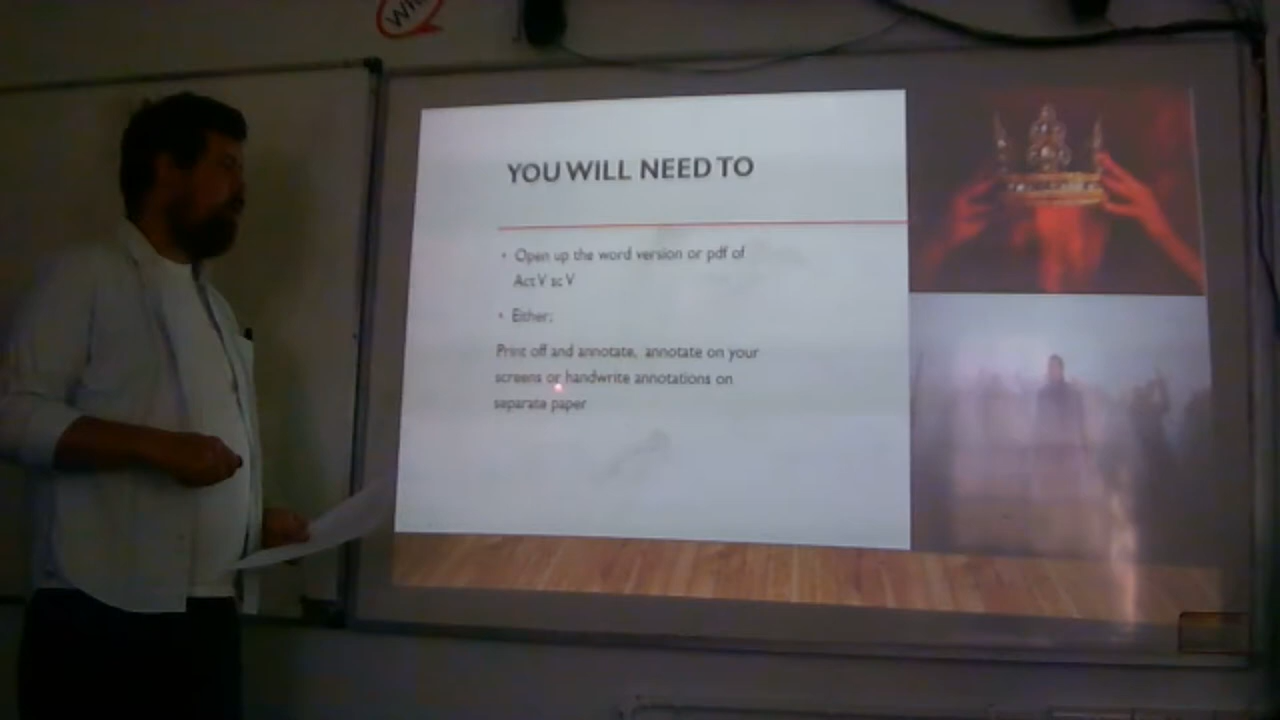 YOU WILL NEED TO
• Open up the word version or pdf of
Act V sc V
• Either:
Print off and annotate, annotate on your
screens or handwrite annotations on
separate paper